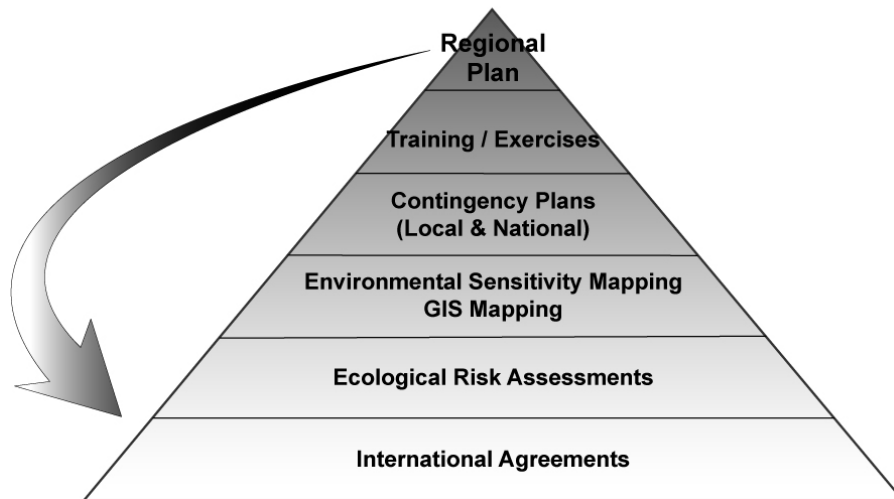 Regional
Plan
Training / Exercises
Contingency Plans
(Local & National)
Environmental Sensitivity Mapping
GIS Mapping
Ecological Risk Assessments
International Agreements